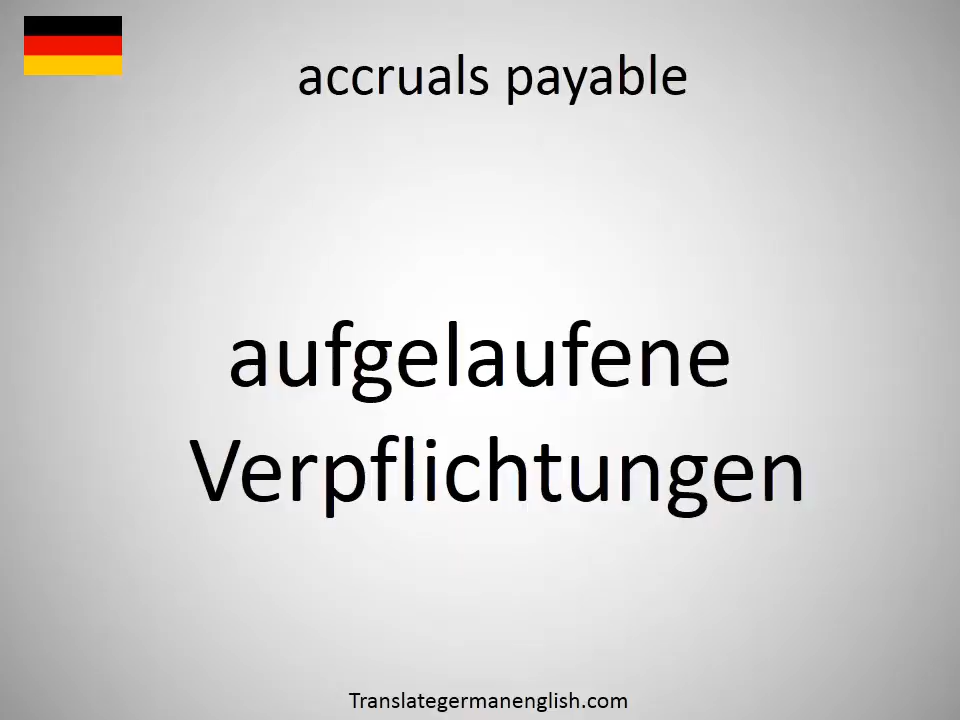 accruals payable
aufgelaufene
Verpflichtungen
Translategermanenglish.com